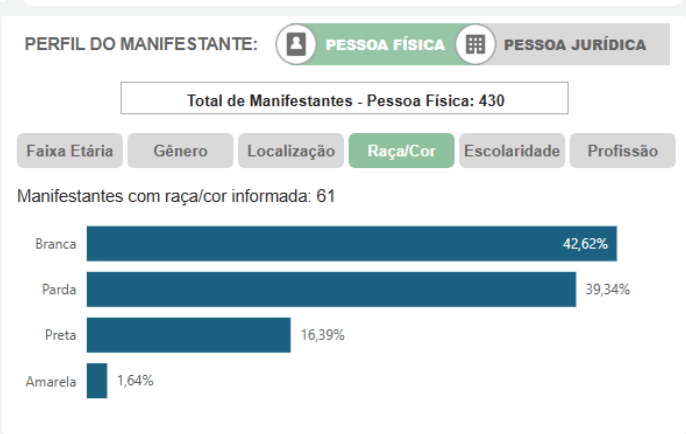 PERFIL DO MANIFESTANTE: PESSOA FÍSICA PESSOA JURÍDICA
Total de Manifestantes - Pessoa Física: 430
Faixa Etária Gênero Localização Raça/Cor Escolaridade Profissão
Manifestantes com raça/cor informada: 61
Branca 42,62%
Parda 39,34%
Preta 16,39%
Amarela 1,64%